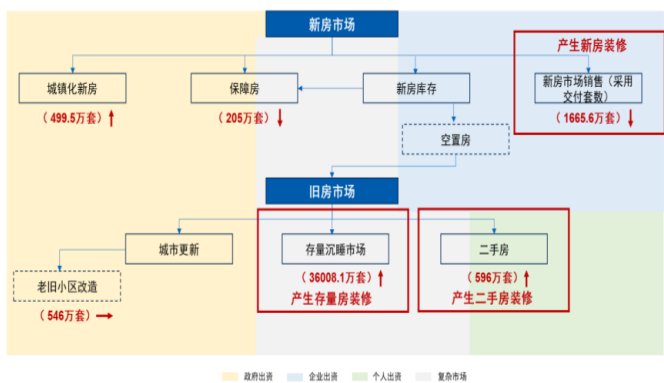 新房市场
产生新房装修
城镇化新房
保障房
新房库存
新房市场销售（采用
交付套数）
（499.5万套）
（205万套）
（1665.6万套）
空置房
旧房市场
城市更新
存量沉睡市场
二手房
（36008.1万套）
（596万套）
老旧小区改造
产生存量房装修
产生二手房装修
（546万套）
政府出资
企业出资
个人出资
复杂市场